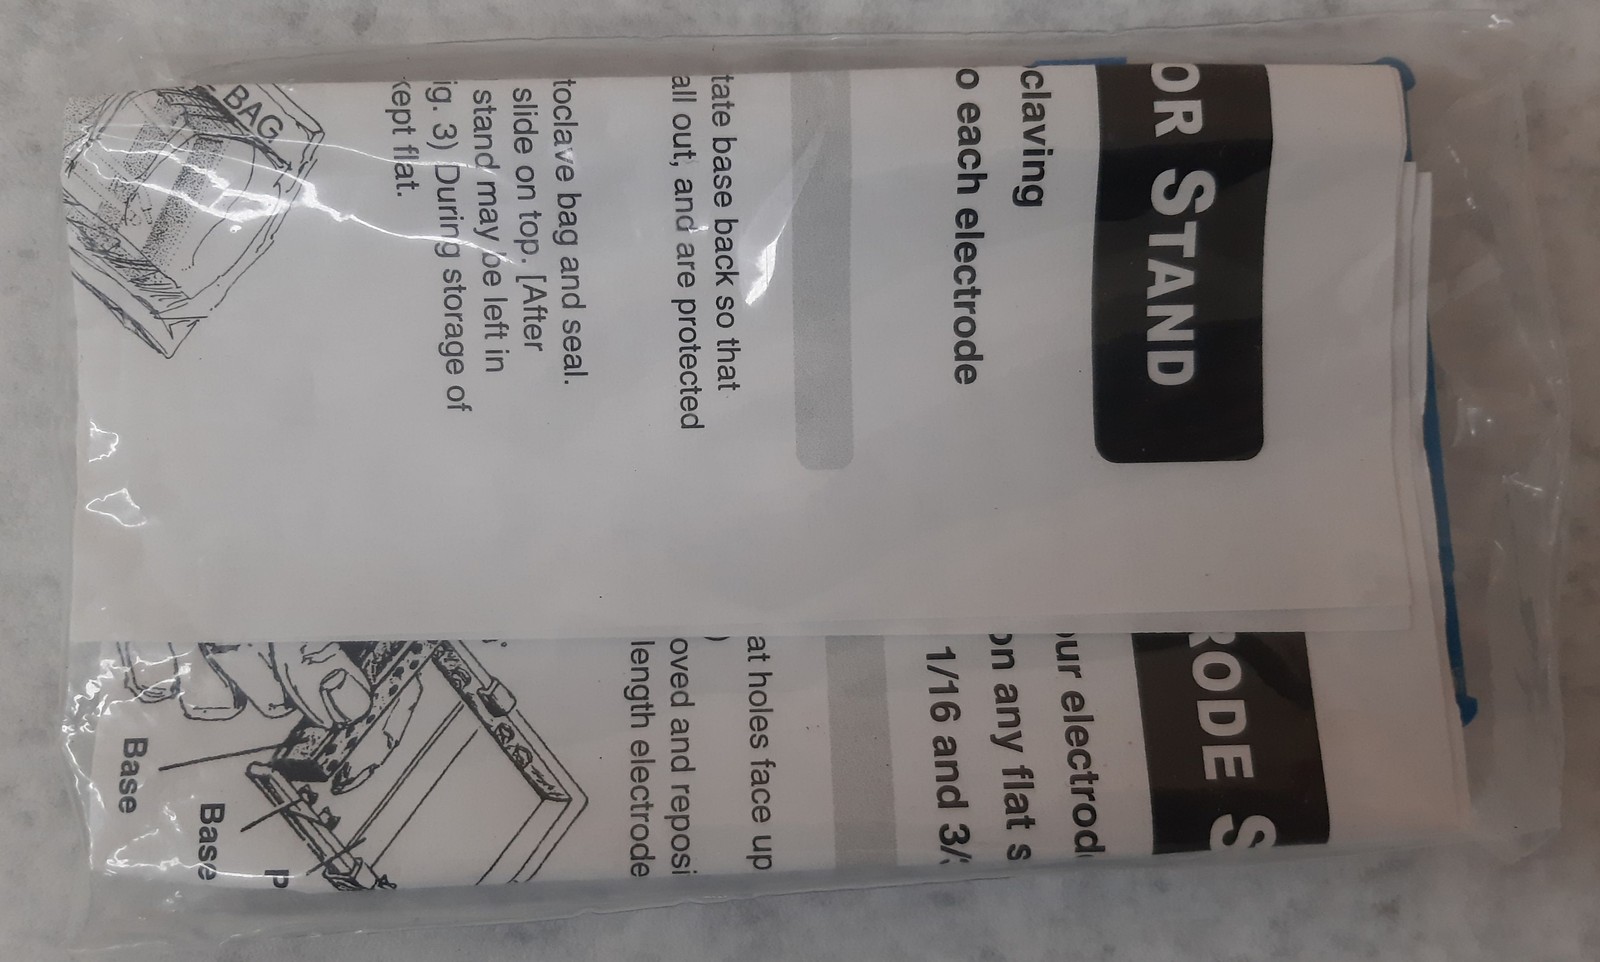 OR STAND
claving
o each electrode
tate base back so that
all out, and are protected
toclave bag and seal.
slide on top. [After
stand may be left in
ig. 3) During storage of
kept flat.
BAG
RODE S
ur electrod
on any flat s
1/16 and 3/
at holes face up
)
oved and reposi
length electrode
P
Base
Base